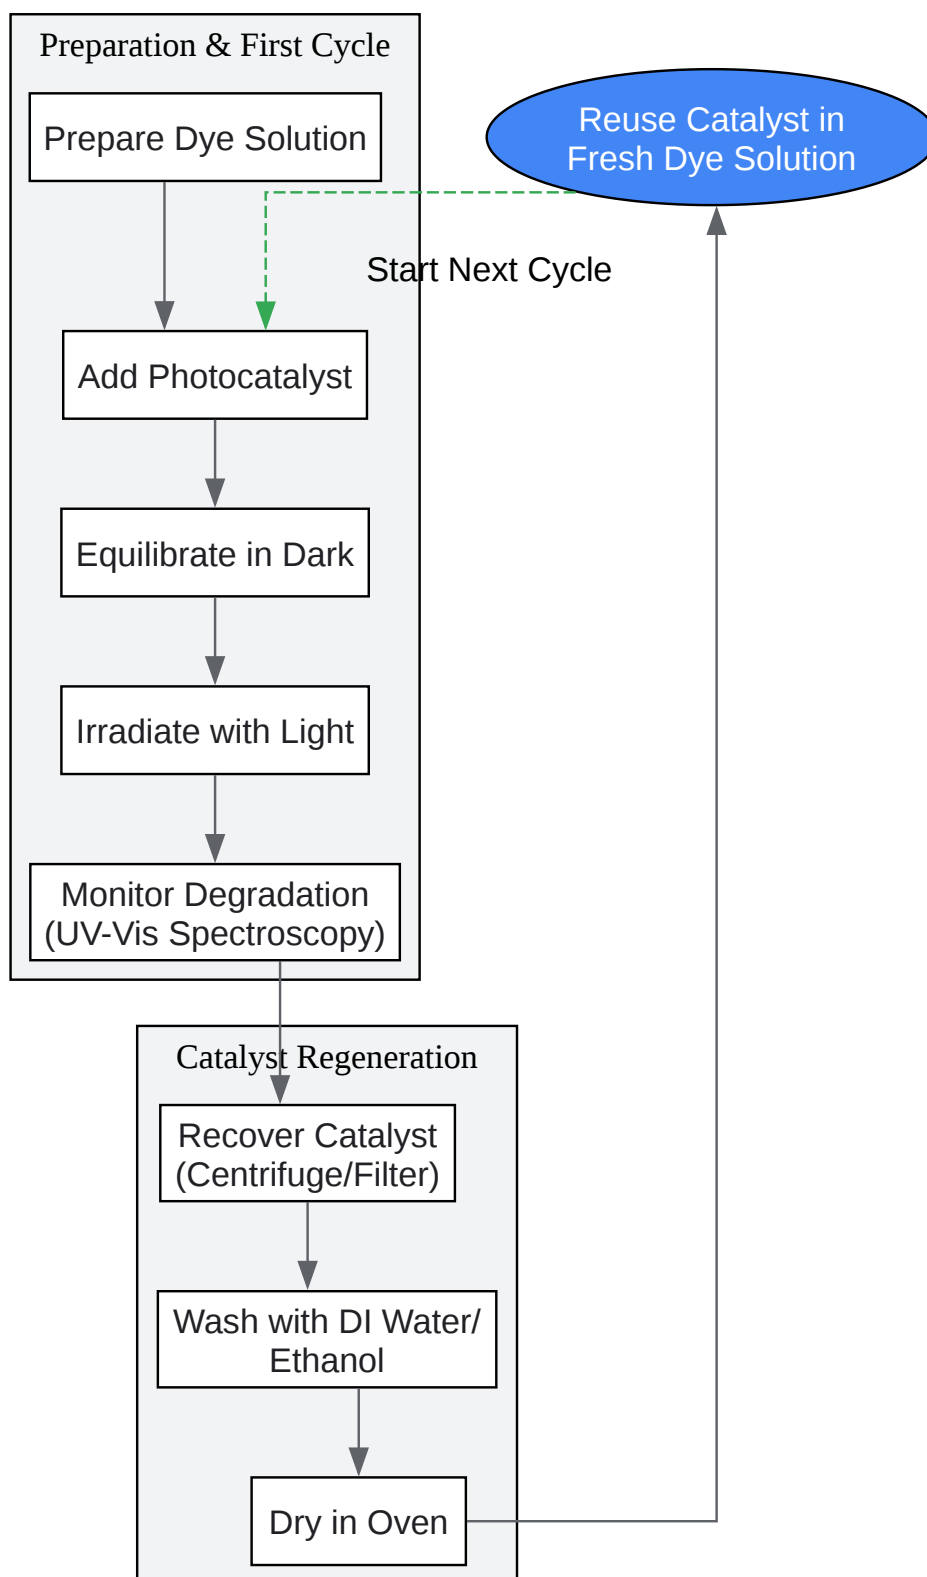 Preparation & First Cycle
Prepare Dye Solution
Reuse Catalyst in
Fresh Dye Solution
Start Next Cycle
Add Photocatalyst
Equilibrate in Dark
Irradiate with Light
Monitor Degradation
(UV-Vis Spectroscopy)
Catalyst Regeneration
Recover Catalyst
(Centrifuge/Filter)
Wash with DI Water/
Ethanol
Dry in Oven